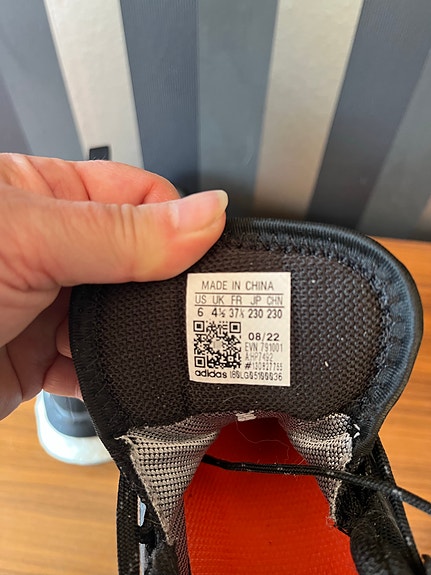 MADE IN CHINA
US UK FR JP CHN
6 4½ 37⅓ 230 230
08/22
EVN 791001
adidas